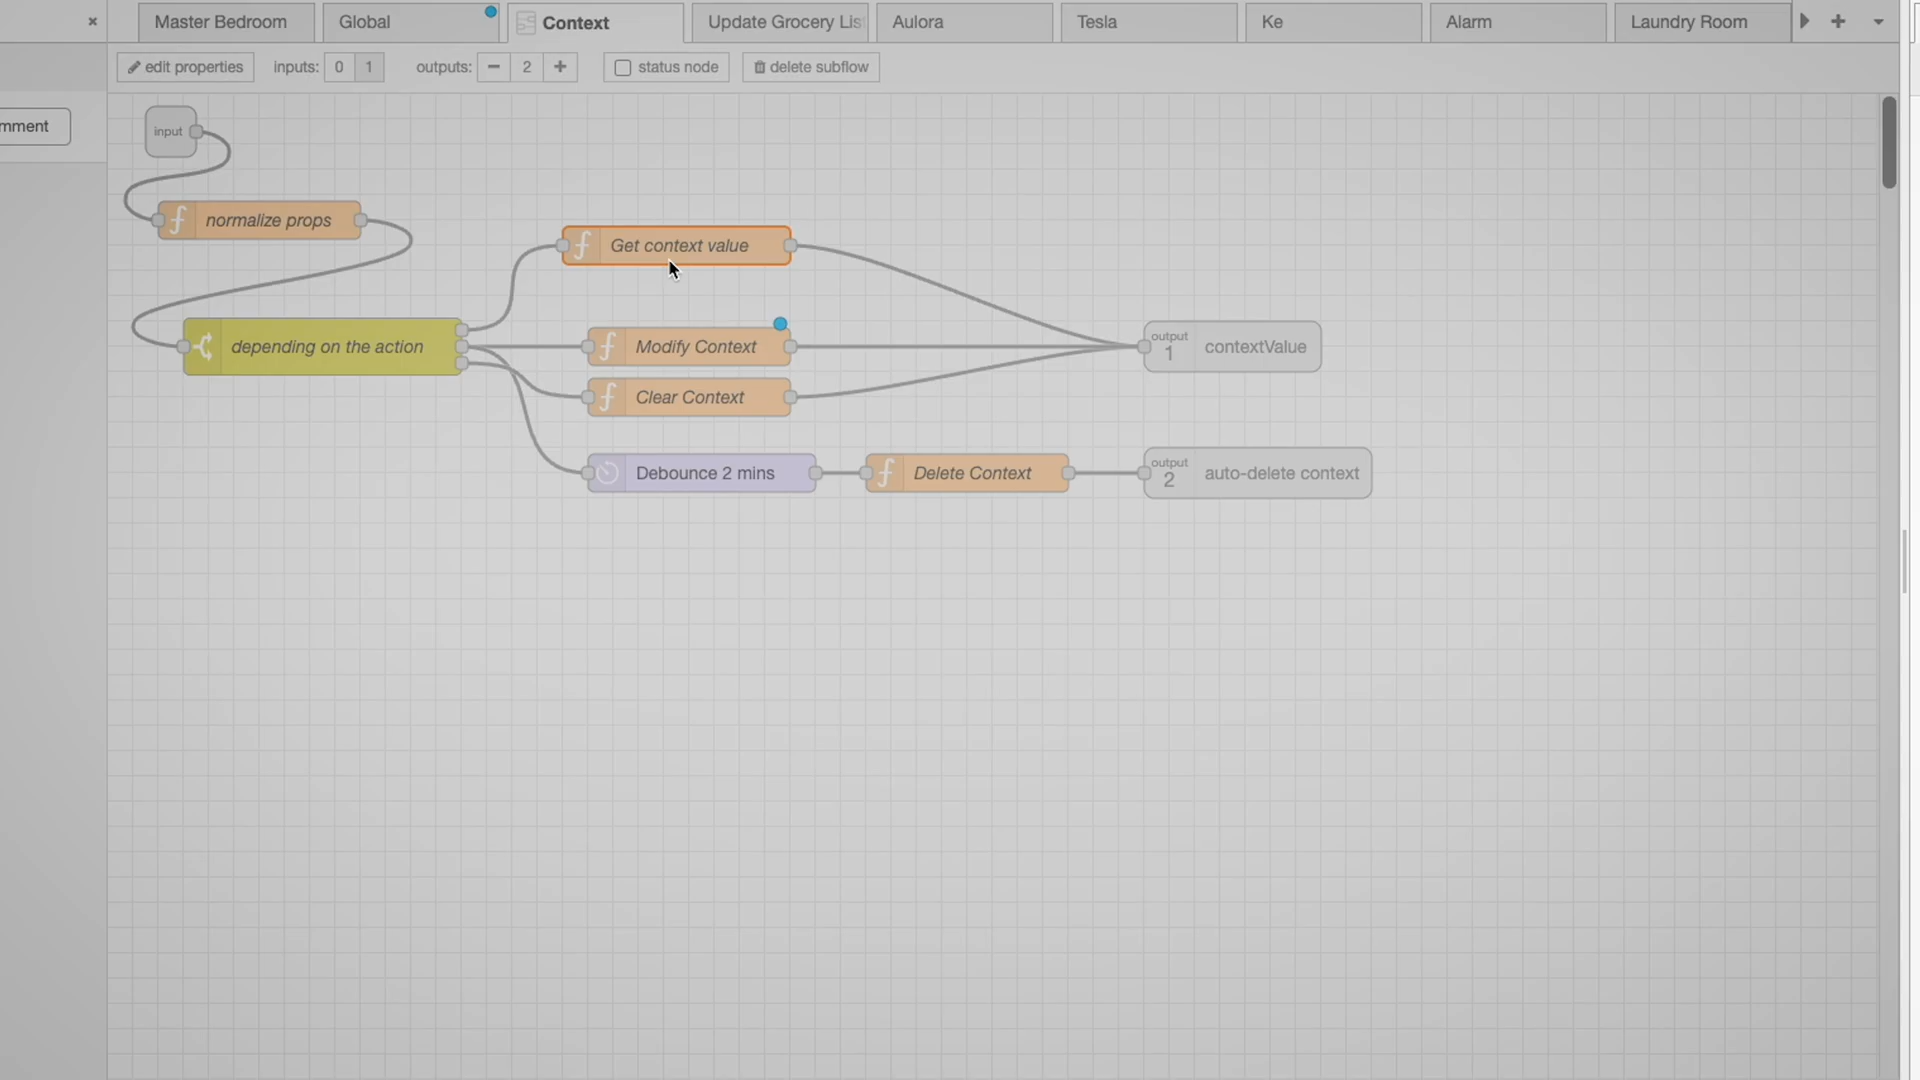 Master Bedroom
Global
Context
Update Grocery Lis
Aulora
Tesla
Ke
Alarm
Laundry Room
edit properties
inputs: 0 1
outputs: 2
status node
delete subflow
mment
input
normalize props
Get context value
depending on the action
Modify Context
output
1
contextValue
Clear Context
Debounce 2 mins
Delete Context
output
2
auto-delete context